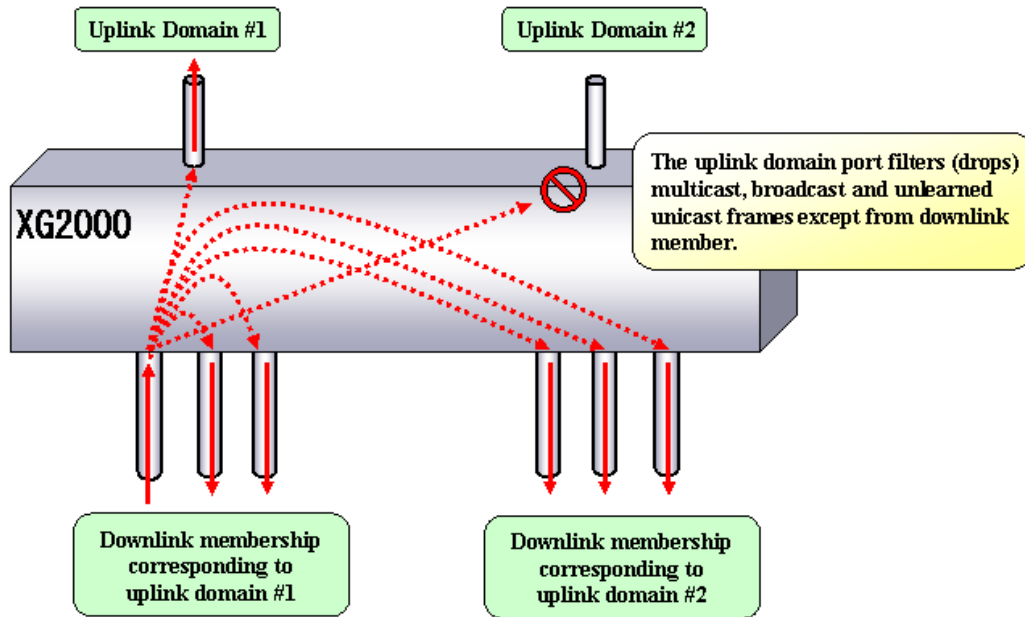 Uplink Domain #1
Uplink Domain #2
The uplink domain port filters (drops)
multicast, broadcast and unlearned
unicast frames except from downlink
member.
XG2000
Downlink membership
corresponding to
uplink domain #1
Downlink membership
corresponding to
uplink domain #2